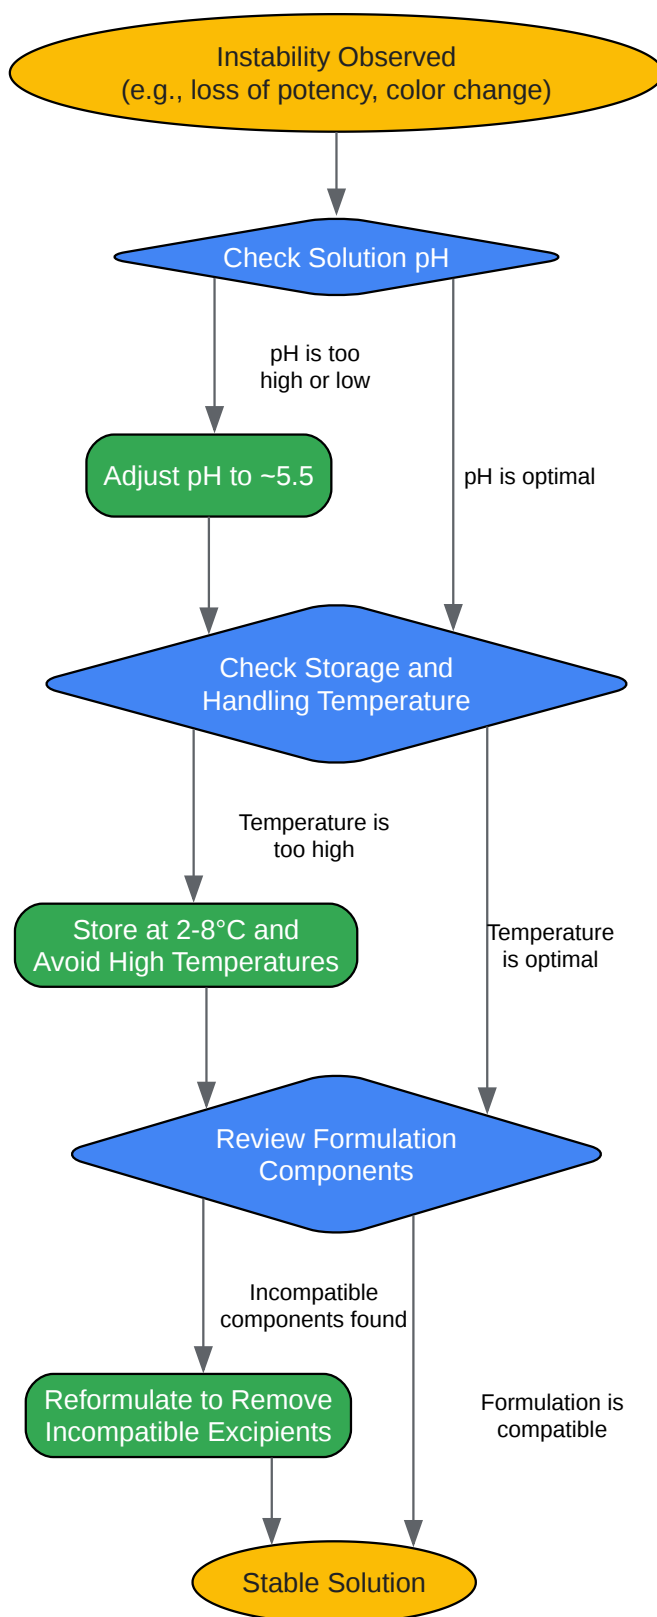 Instability Observed
(e.g., loss of potency, color change)
Check Solution pH
pH is too
high or low
Adjust pH to ~5.5
pH is optimal
Check Storage and
Handling Temperature
Temperature is
too high
Store at 2-8°C and
Avoid High Temperatures
Temperature
is optimal
Review Formulation
Components
Incompatible
components found
Reformulate to Remove
Incompatible Excipients
Formulation is
compatible
Stable Solution